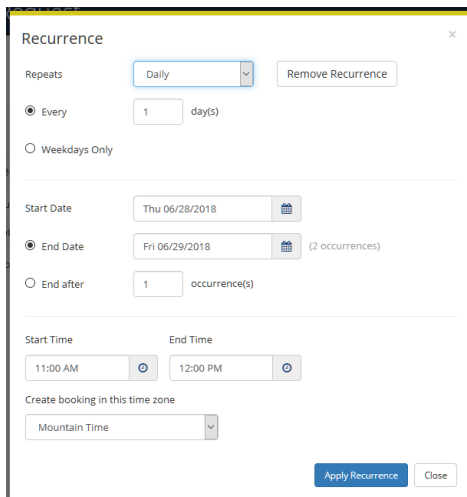 Request
Recurrence ×
Repeats Daily Remove Recurrence
Every 1 day(s)
Weekdays Only
Start Date Thu 06/28/2018
End Date Fri 06/29/2018 (2 occurrences)
End after 1 occurrence(s)
Start Time End Time
11:00 AM 12:00 PM
Create booking in this time zone
Mountain Time
Apply Recurrence Close